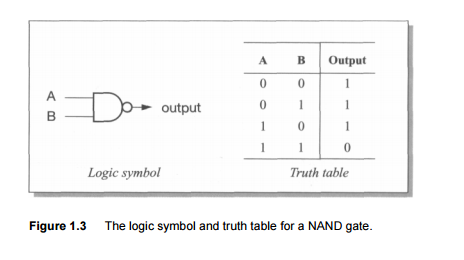 A B Output
0 0 1
A
0 1 1
output
B
1 0 1
1 1 0
Logic symbol
Truth table
Figure 1.3 The logic symbol and truth table for a NAND gate.